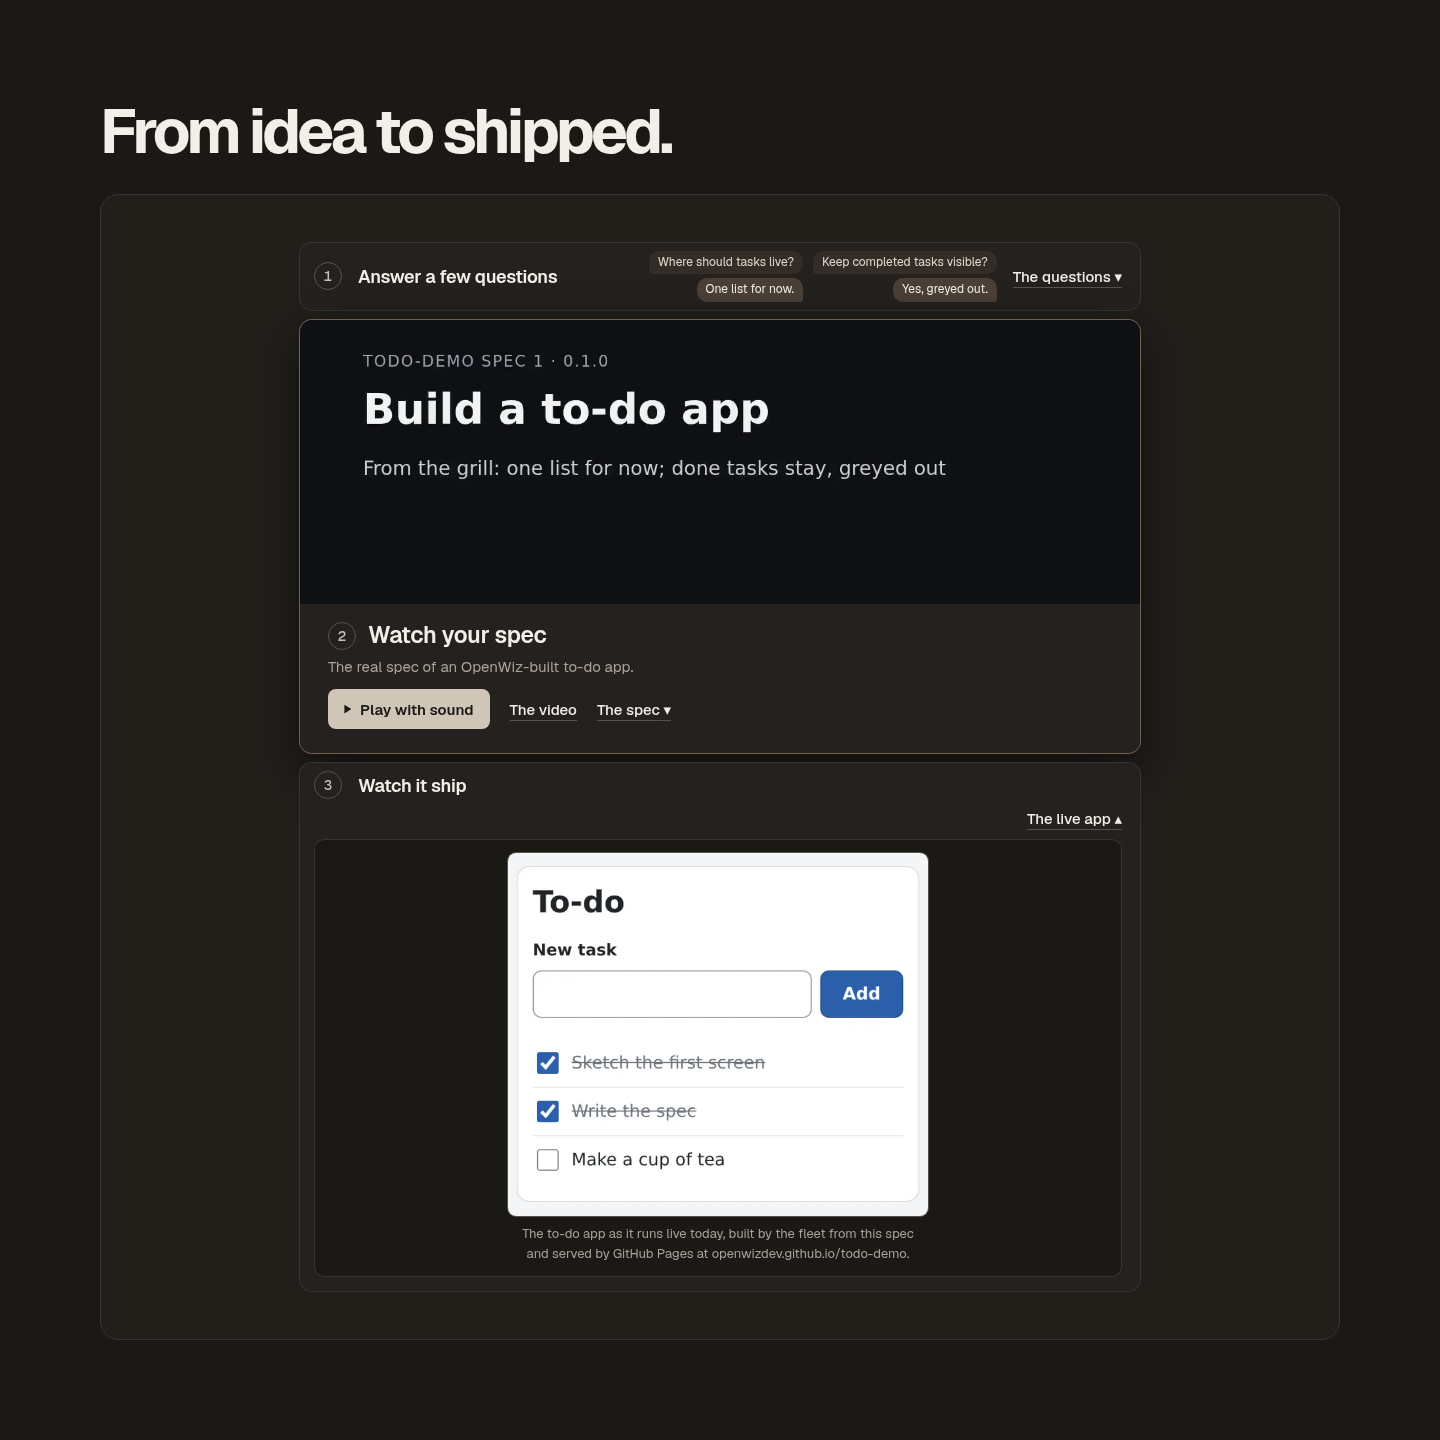 From idea to shipped.
1 Answer a few questions
Where should tasks live?
One list for now.
Keep completed tasks visible?
Yes, greyed out.
The questions ▾
TODO-DEMO SPEC 1 · 0.1.0
Build a to-do app
From the grill: one list for now; done tasks stay, greyed out
2 Watch your spec
The real spec of an OpenWiz-built to-do app.
Play with sound
The video
The spec ▾
3 Watch it ship
The live app ▴
To-do
New task
Add
Sketch the first screen
Write the spec
Make a cup of tea
The to-do app as it runs live today, built by the fleet from this spec
and served by GitHub Pages at openwizdev.github.io/todo-demo.